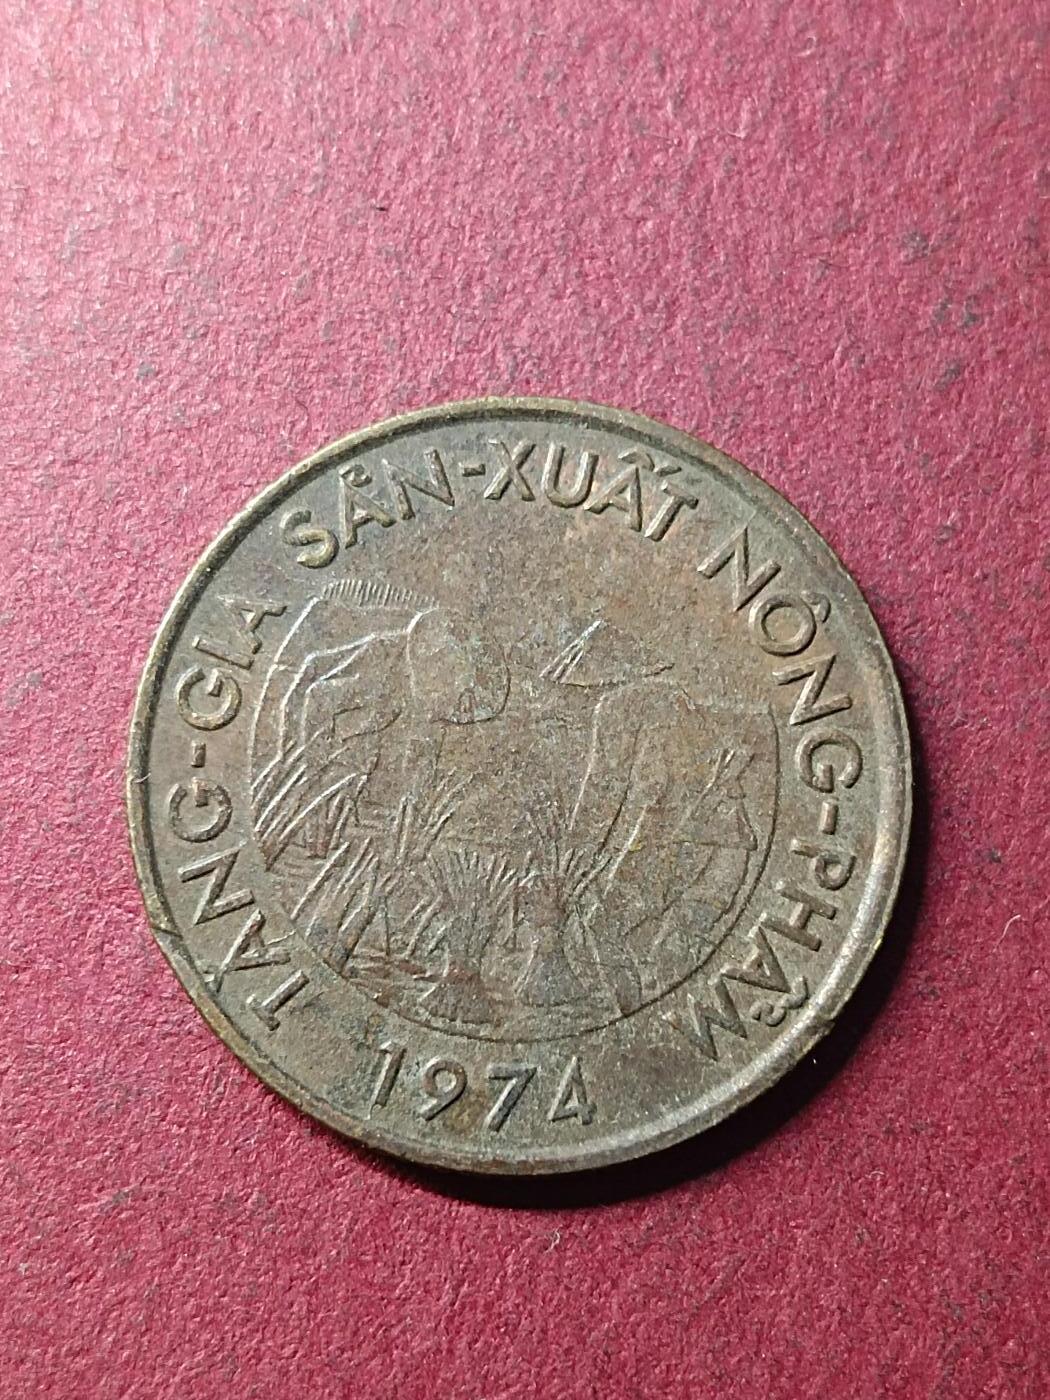 TĂNG-GIA SẢN-XUẤT NÔNG-PHẨM
1974